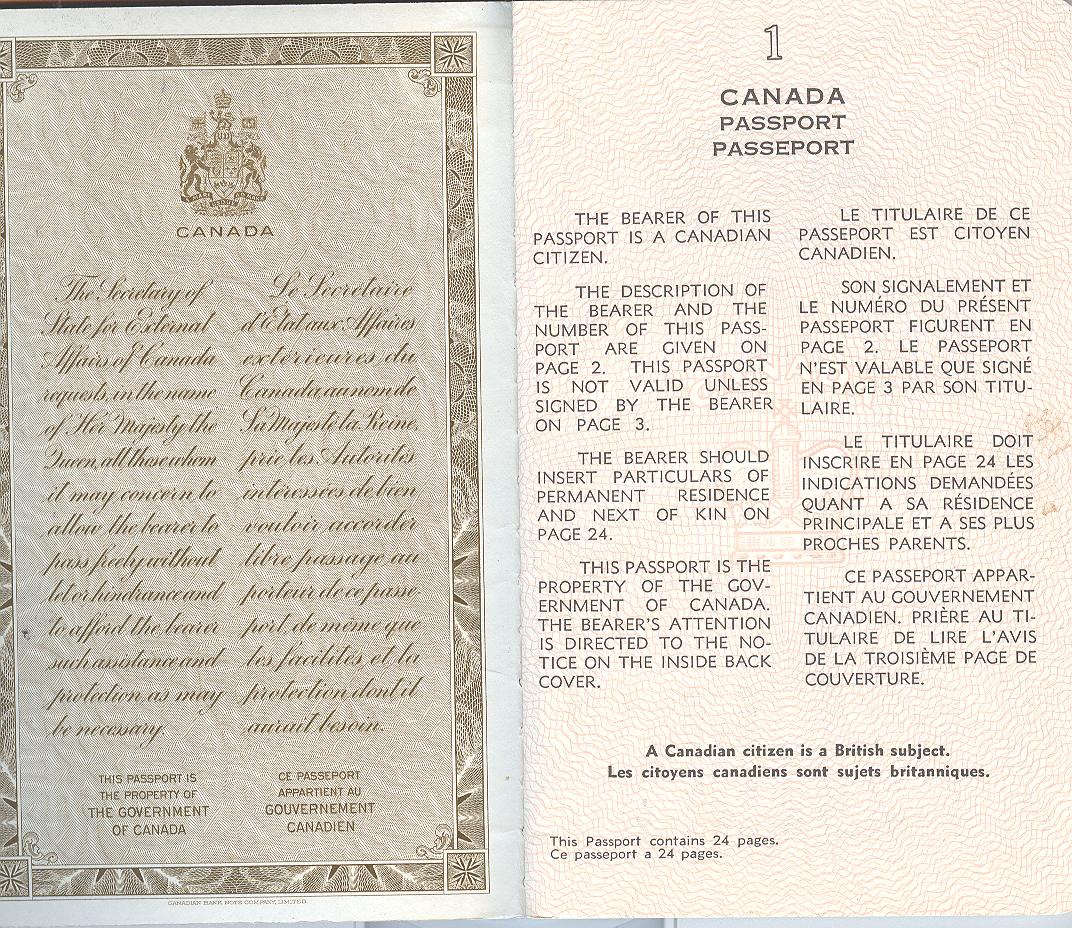 CANADA
The Secretary of
State for External
Affairs of Canada
requests, in the name
of Her Majesty the
Queen, all those whom
it may concern to
allow the bearer to
pass freely without
let or hindrance and
to afford the bearer
such assistance and
protection as may
be necessary.
Le Secrétaire
d'Etat aux Affaires
extérieures du
Canada, au nom de
Sa Majesté la Reine,
prie les Autorités
intéressées de bien
vouloir accorder
libre passage au
porteur de ce passe-
port, de même que
les facilités et la
protection dont il
aurait besoin.
THIS PASSPORT IS
THE PROPERTY OF
THE GOVERNMENT
OF CANADA
CE PASSEPORT
APPARTIENT AU
GOUVERNEMENT
CANADIEN
CANADIAN BANK NOTE COMPANY, LIMITED.
1
CANADA
PASSPORT
PASSEPORT
THE BEARER OF THIS
PASSPORT IS A CANADIAN
CITIZEN.
THE DESCRIPTION OF
THE BEARER AND THE
NUMBER OF THIS PASS-
PORT ARE GIVEN ON
PAGE 2. THIS PASSPORT
IS NOT VALID UNLESS
SIGNED BY THE BEARER
ON PAGE 3.
THE BEARER SHOULD
INSERT PARTICULARS OF
PERMANENT RESIDENCE
AND NEXT OF KIN ON
PAGE 24.
THIS PASSPORT IS THE
PROPERTY OF THE GOV-
ERNMENT OF CANADA.
THE BEARER'S ATTENTION
IS DIRECTED TO THE NO-
TICE ON THE INSIDE BACK
COVER.
LE TITULAIRE DE CE
PASSEPORT EST CITOYEN
CANADIEN.
SON SIGNALEMENT ET
LE NUMÉRO DU PRÉSENT
PASSEPORT FIGURENT EN
PAGE 2. LE PASSEPORT
N'EST VALABLE QUE SIGNÉ
EN PAGE 3 PAR SON TITU-
LAIRE.
LE TITULAIRE DOIT
INSCRIRE EN PAGE 24 LES
INDICATIONS DEMANDÉES
QUANT A SA RÉSIDENCE
PRINCIPALE ET A SES PLUS
PROCHES PARENTS.
CE PASSEPORT APPAR-
TIENT AU GOUVERNEMENT
CANADIEN. PRIÈRE AU TI-
TULAIRE DE LIRE L'AVIS
DE LA TROISIÈME PAGE DE
COUVERTURE.
A Canadian citizen is a British subject.
Les citoyens canadiens sont sujets britanniques.
This Passport contains 24 pages.
Ce passeport a 24 pages.